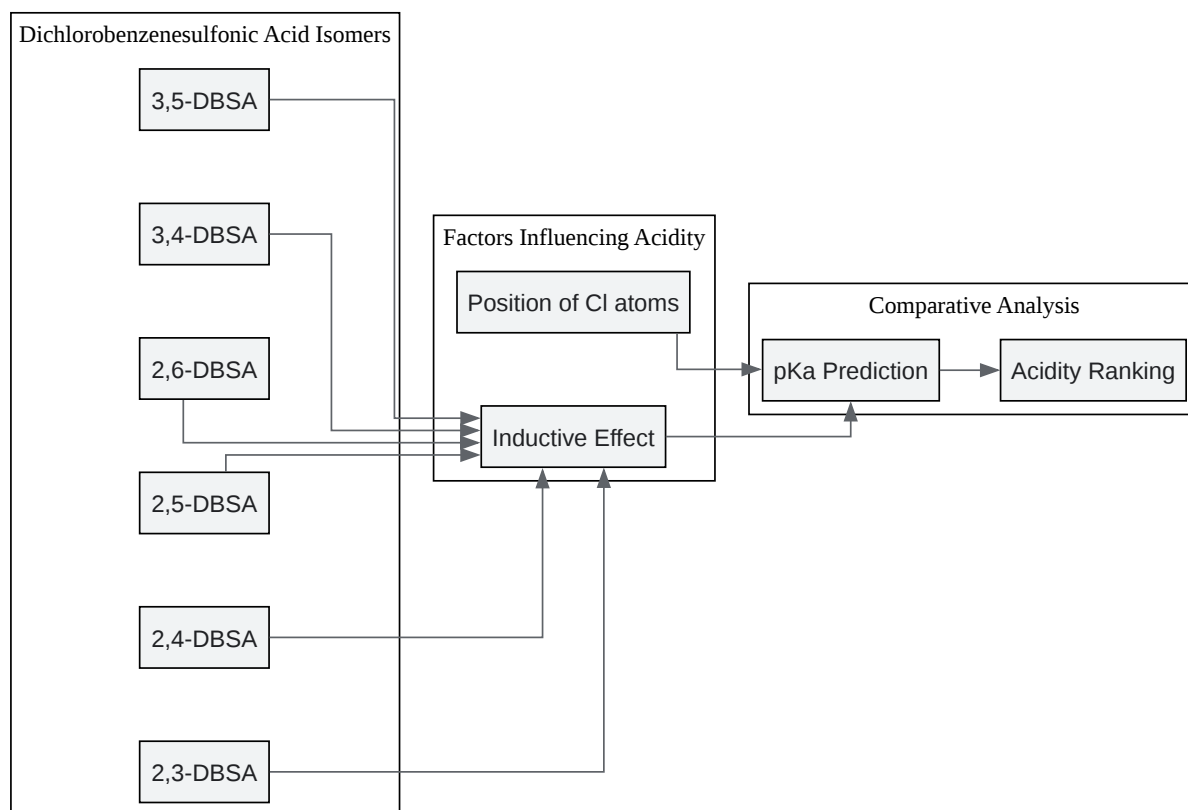 Dichlorobenzenesulfonic Acid Isomers
3,5-DBSA
3,4-DBSA
2,6-DBSA
2,5-DBSA
2,4-DBSA
2,3-DBSA
Factors Influencing Acidity
Position of Cl atoms
Inductive Effect
Comparative Analysis
pKa Prediction
Acidity Ranking